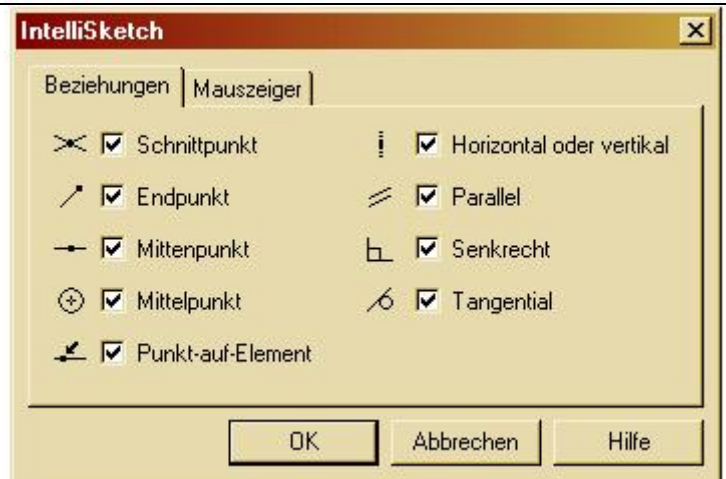 IntelliSketch
Beziehungen Mauszeiger
Schnittpunkt Horizontal oder vertikal
Endpunkt Parallel
Mittenpunkt Senkrecht
Mittelpunkt Tangential
Punkt-auf-Element
OK Abbrechen Hilfe